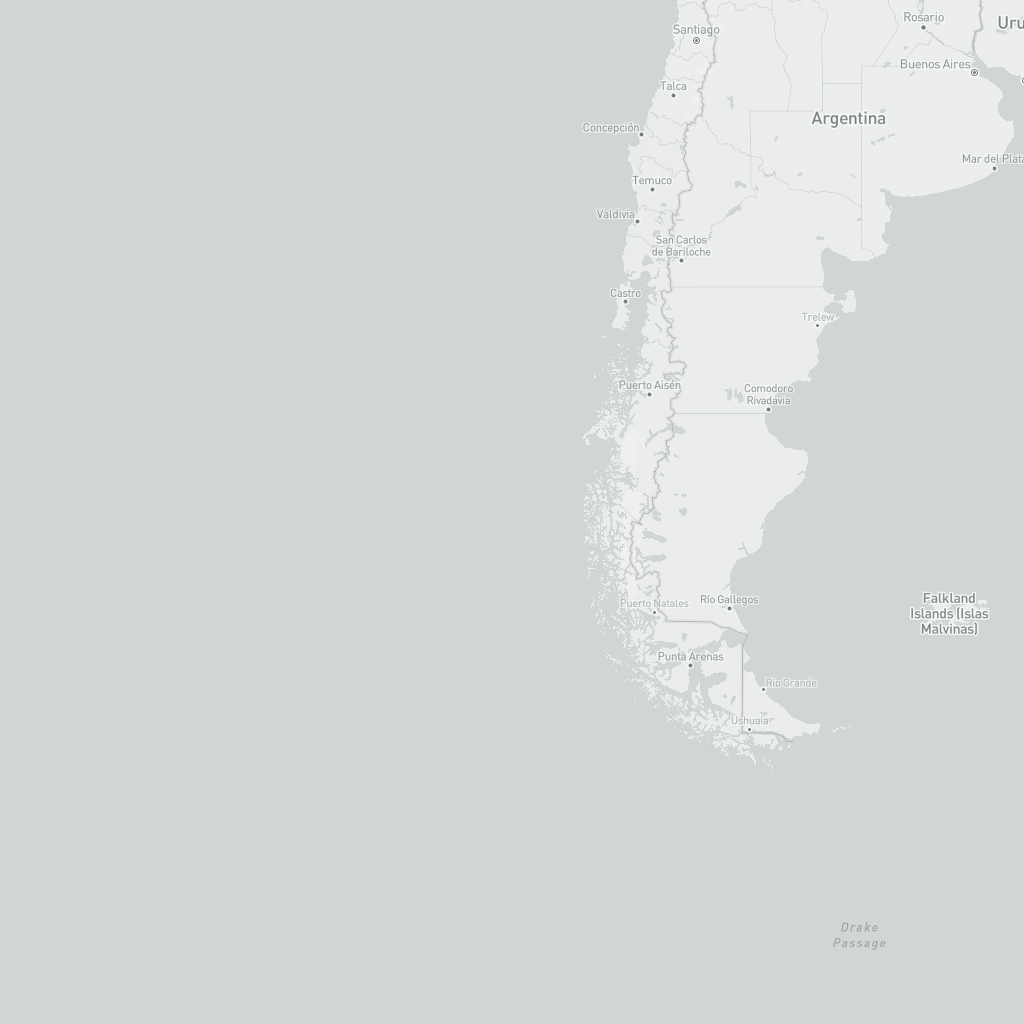 Rosario
Uru
Santiago
Buenos Aires
Talca
Argentina
Concepción
Mar del Plata
Temuco
Valdivia
San Carlos
de Bariloche
Castro
Trelew
Puerto Aisén
Comodoro
Rivadavia
Puerto Natales
Río Gallegos
Falkland
Islands (Islas
Malvinas)
Punta Arenas
Rio Grande
Ushuaia
Drake
Passage